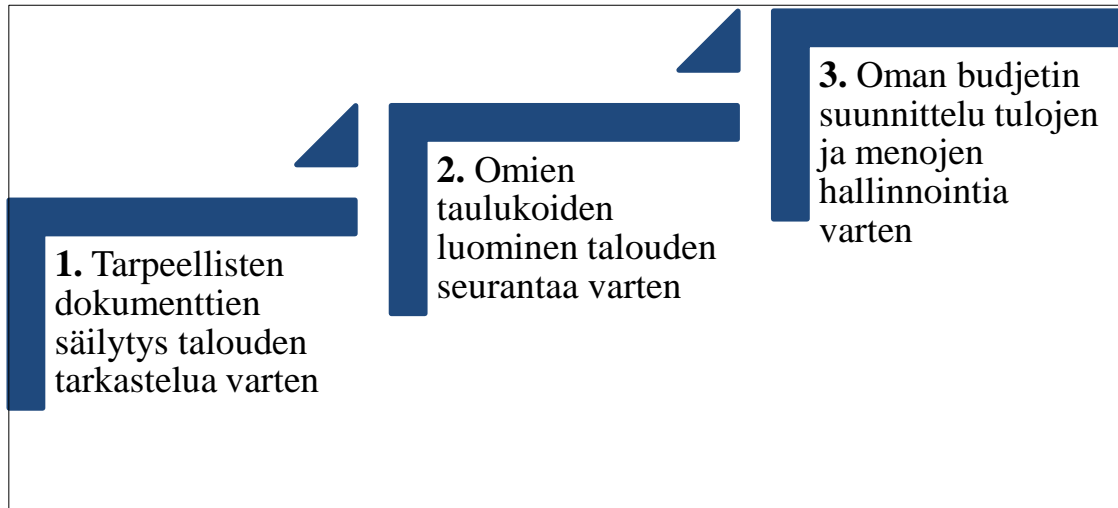 1. Tarpeellisten
dokumenttien
säilytys talouden
tarkastelua varten
2. Omien
taulukoiden
luominen talouden
seurantaa varten
3. Oman budjetin
suunnittelu tulojen
ja menojen
hallinnointia
varten